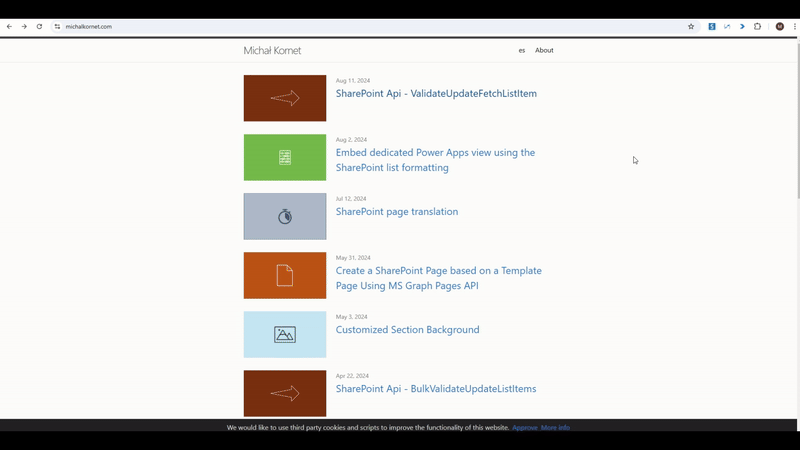 michalkornet.com
Michał Kornet
es About
Aug 11, 2024
SharePoint Api - ValidateUpdateFetchListItem
Aug 2, 2024
Embed dedicated Power Apps view using the
SharePoint list formatting
Jul 12, 2024
SharePoint page translation
May 31, 2024
Create a SharePoint Page based on a Template
Page Using MS Graph Pages API
May 3, 2024
Customized Section Background
Apr 22, 2024
SharePoint Api - BulkValidateUpdateListItems
We would like to use third party cookies and scripts to improve the functionality of this website. Approve More info